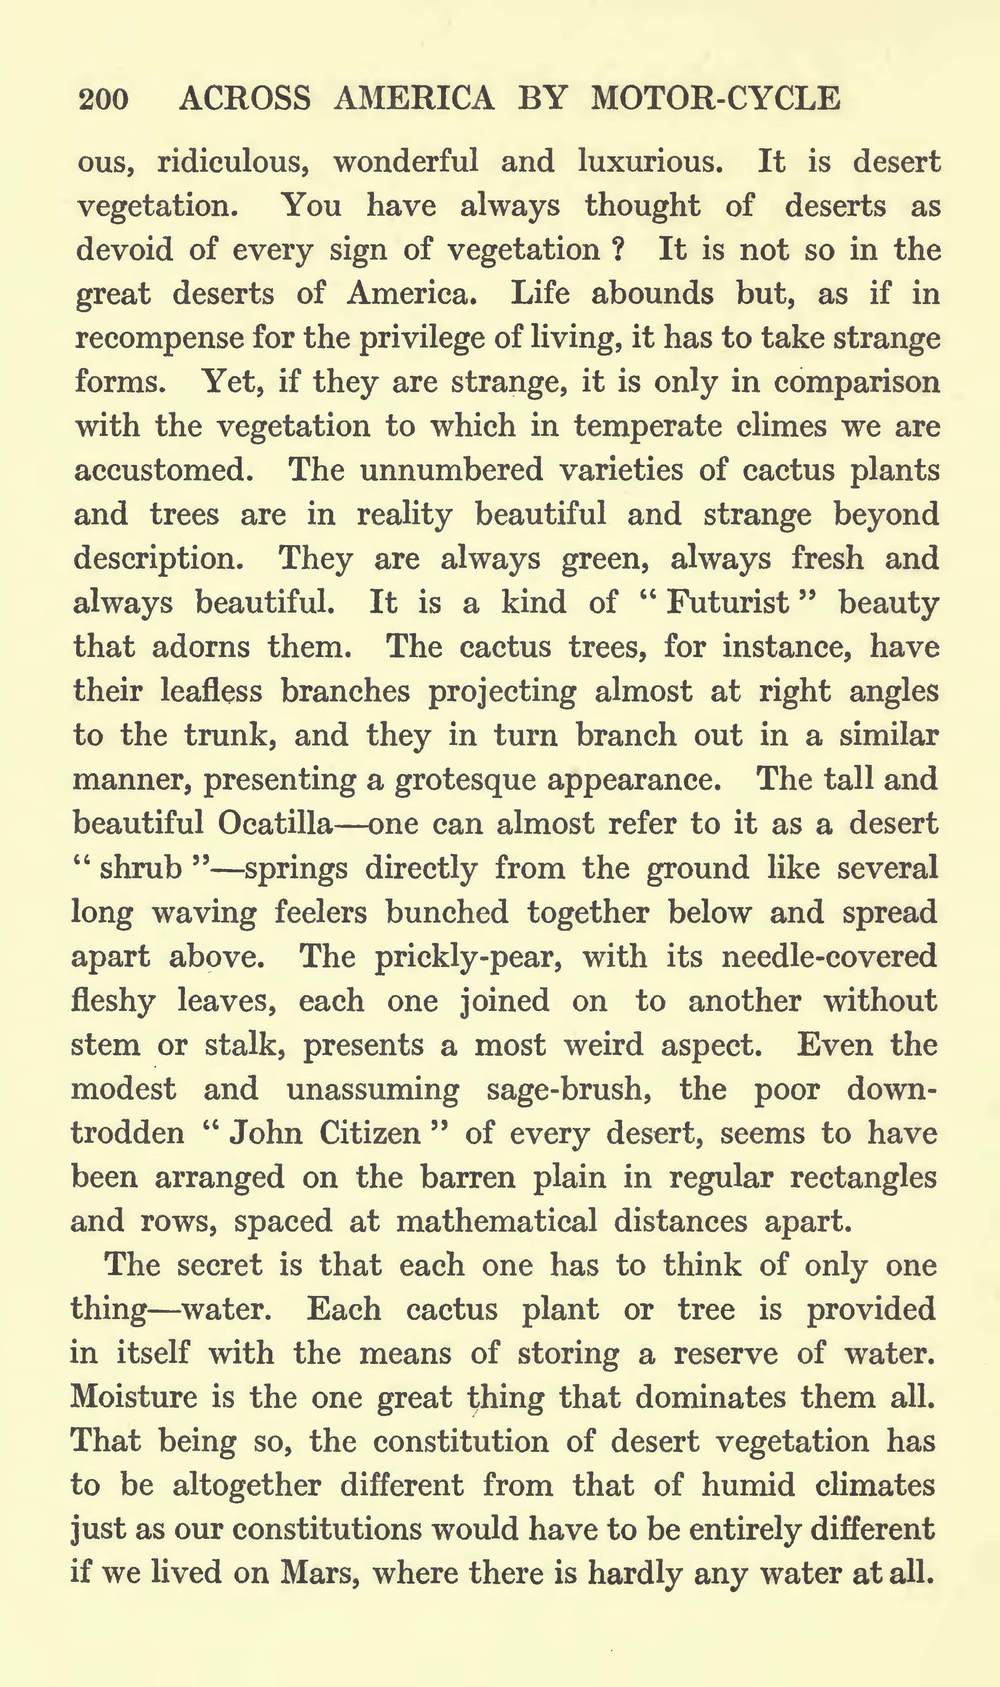 200 ACROSS AMERICA BY MOTOR-CYCLE
ous, ridiculous, wonderful and luxurious. It is desert
vegetation. You have always thought of deserts as
devoid of every sign of vegetation ? It is not so in the
great deserts of America. Life abounds but, as if in
recompense for the privilege of living, it has to take strange
forms. Yet, if they are strange, it is only in comparison
with the vegetation to which in temperate climes we are
accustomed. The unnumbered varieties of cactus plants
and trees are in reality beautiful and strange beyond
description. They are always green, always fresh and
always beautiful. It is a kind of “ Futurist ” beauty
that adorns them. The cactus trees, for instance, have
their leafless branches projecting almost at right angles
to the trunk, and they in turn branch out in a similar
manner, presenting a grotesque appearance. The tall and
beautiful Ocatilla—one can almost refer to it as a desert
“ shrub ”—springs directly from the ground like several
long waving feelers bunched together below and spread
apart above. The prickly-pear, with its needle-covered
fleshy leaves, each one joined on to another without
stem or stalk, presents a most weird aspect. Even the
modest and unassuming sage-brush, the poor down-
trodden “ John Citizen ” of every desert, seems to have
been arranged on the barren plain in regular rectangles
and rows, spaced at mathematical distances apart.
The secret is that each one has to think of only one
thing—water. Each cactus plant or tree is provided
in itself with the means of storing a reserve of water.
Moisture is the one great thing that dominates them all.
That being so, the constitution of desert vegetation has
to be altogether different from that of humid climates
just as our constitutions would have to be entirely different
if we lived on Mars, where there is hardly any water at all.